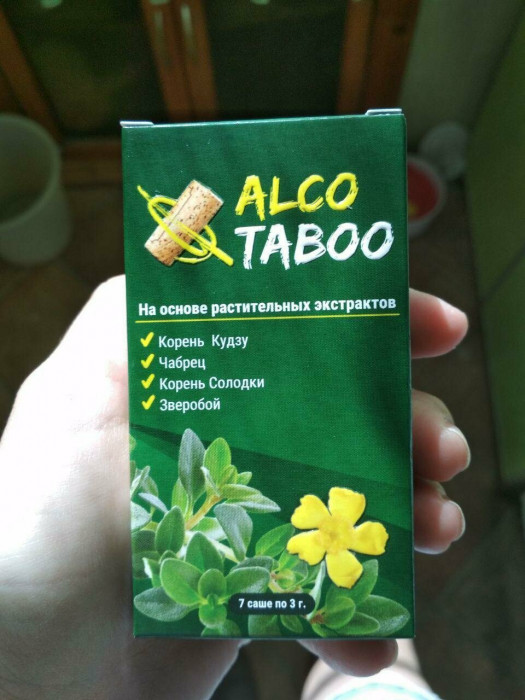 ALCO
TABOO
На основе растительных экстрактов
Корень Кудзу
Чабрец
Корень Солодки
Зверобой
7 саше по 3 г.